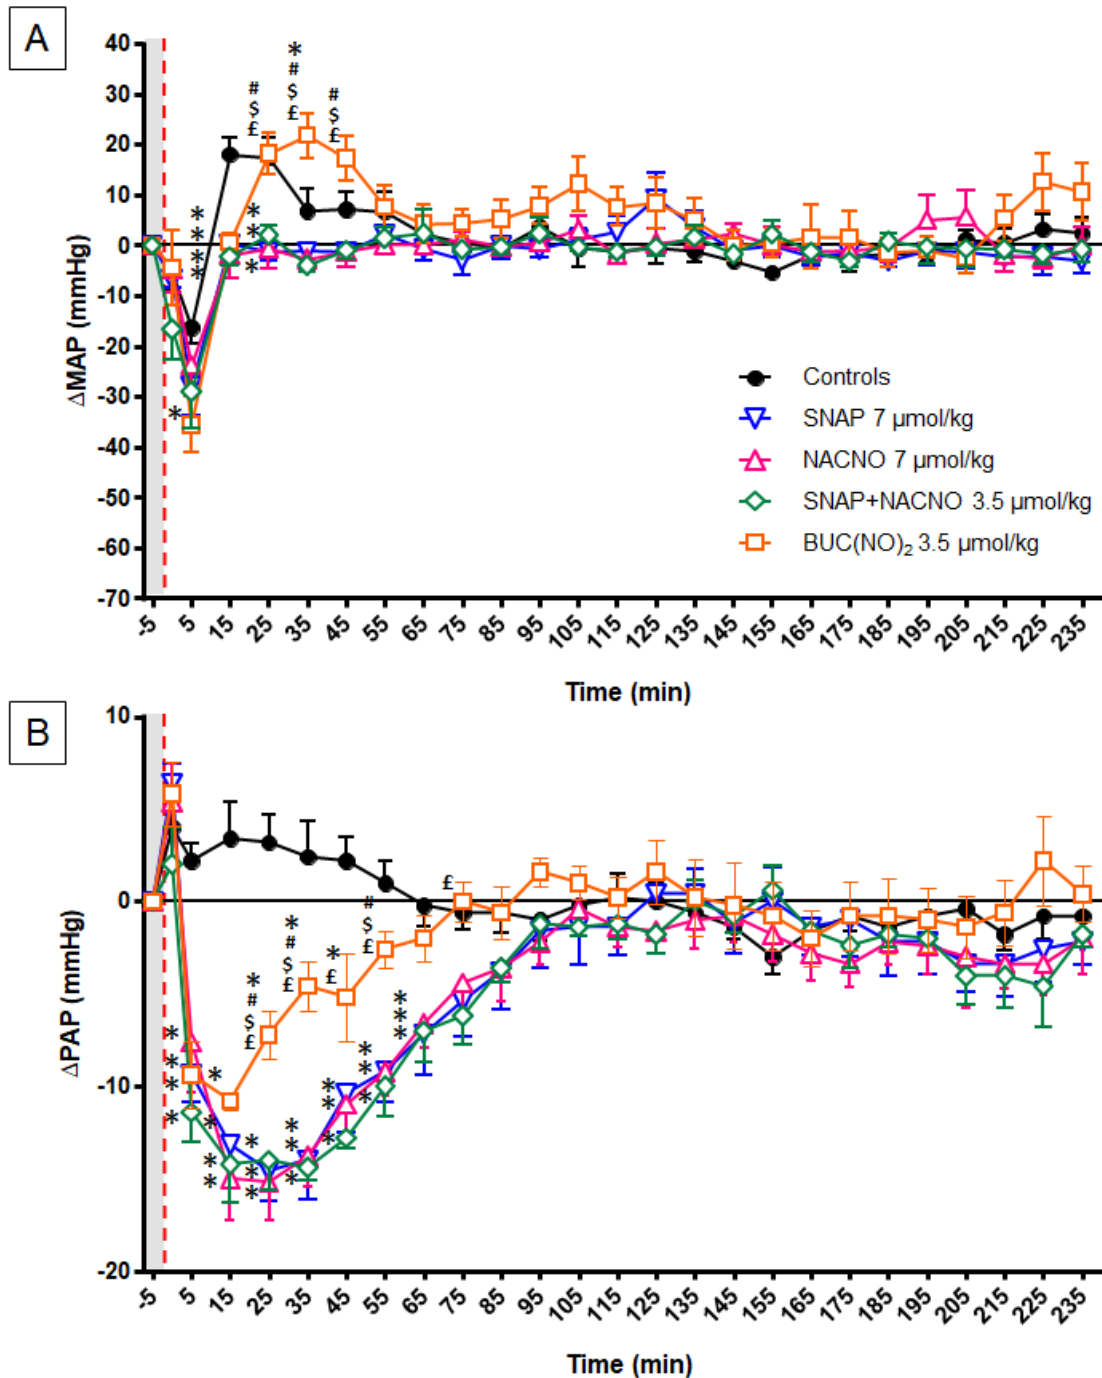 A
40
30
20
10
0
-10
-20
-30
-40
-50
-60
-70
ΔMAP (mmHg)
* # $ £
# $ £
# $ £
* * * *
* *
*
*
Controls
SNAP 7 µmol/kg
NACNO 7 µmol/kg
SNAP+NACNO 3.5 µmol/kg
BUC(NO)₂ 3.5 µmol/kg
-5 5 15 25 35 45 55 65 75 85 95 105 115 125 135 145 155 165 175 185 195 205 215 225 235
Time (min)
B
10
0
-10
-20
ΔPAP (mmHg)
£
# $ £
* # $ £
* £
* # $ £
*
* * *
*
* * *
* * *
* *
*
*
* *
*
* *
* *
*
*
-5 5 15 25 35 45 55 65 75 85 95 105 115 125 135 145 155 165 175 185 195 205 215 225 235
Time (min)